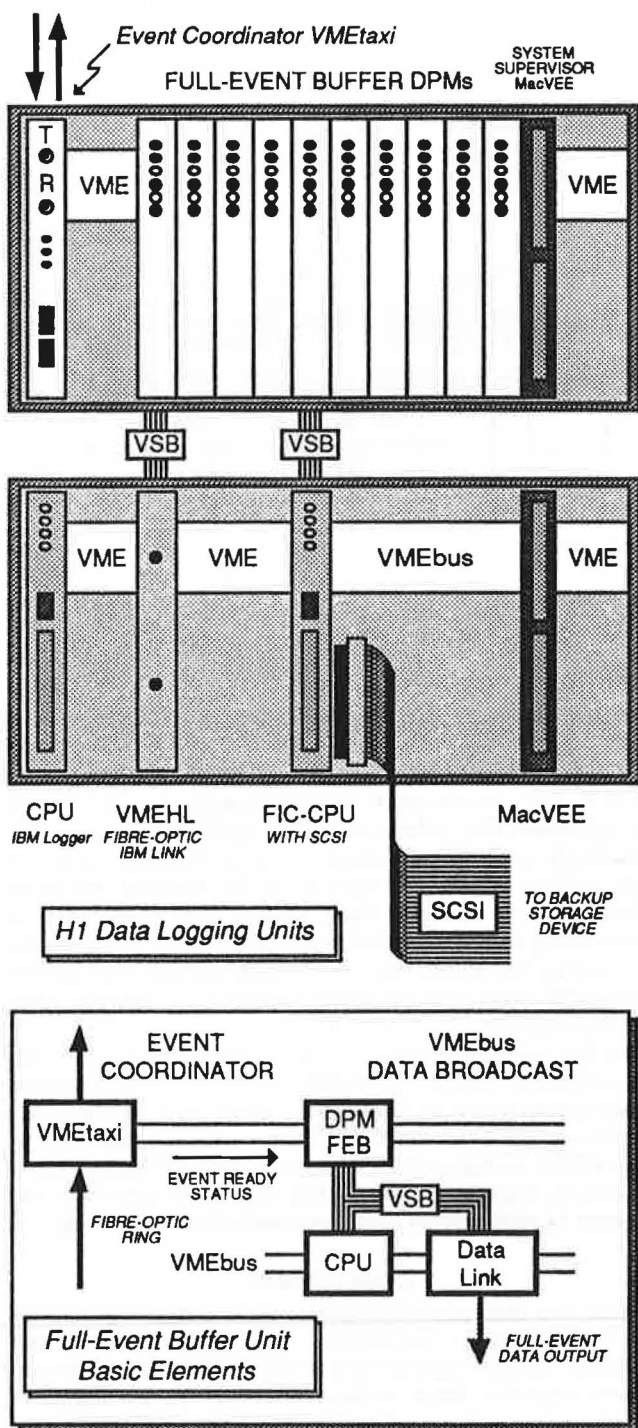 Event Coordinator VMEtaxi
FULL-EVENT BUFFER DPMs
SYSTEM
SUPERVISOR
MacVEE
T
R
VME
VME
VSB
VSB
VME
VME
VMEbus
VME
CPU
IBM Logger
VMEHL
FIBRE-OPTIC
IBM LINK
FIC-CPU
WITH SCSI
MacVEE
SCSI
TO BACKUP
STORAGE
DEVICE
H1 Data Logging Units
EVENT
COORDINATOR
VMEbus
DATA BROADCAST
VMEtaxi
DPM
FEB
EVENT READY
STATUS
VSB
FIBRE-OPTIC
RING
VMEbus
CPU
Data
Link
Full-Event Buffer Unit
Basic Elements
FULL-EVENT
DATA OUTPUT